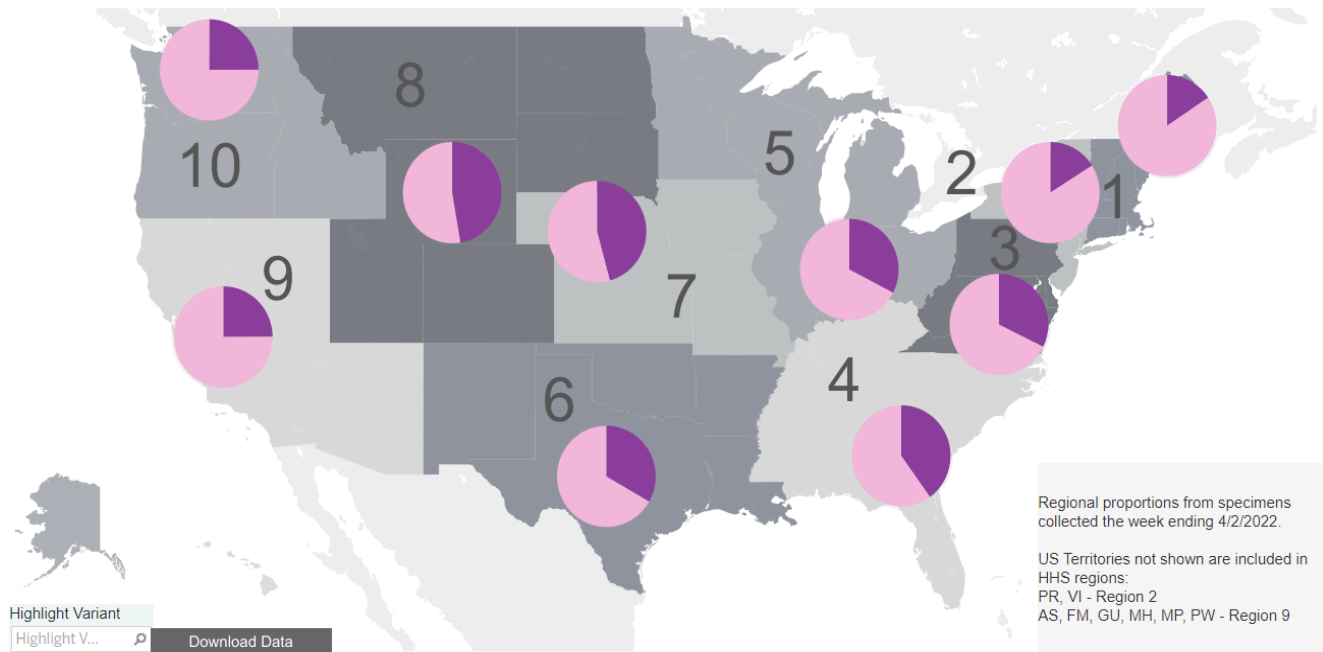 8
10
5
2
1
3
9
7
6
4
Regional proportions from specimens
collected the week ending 4/2/2022.
US Territories not shown are included in
HHS regions:
PR, VI - Region 2
AS, FM, GU, MH, MP, PW - Region 9
Highlight Variant
Highlight V...
Download Data